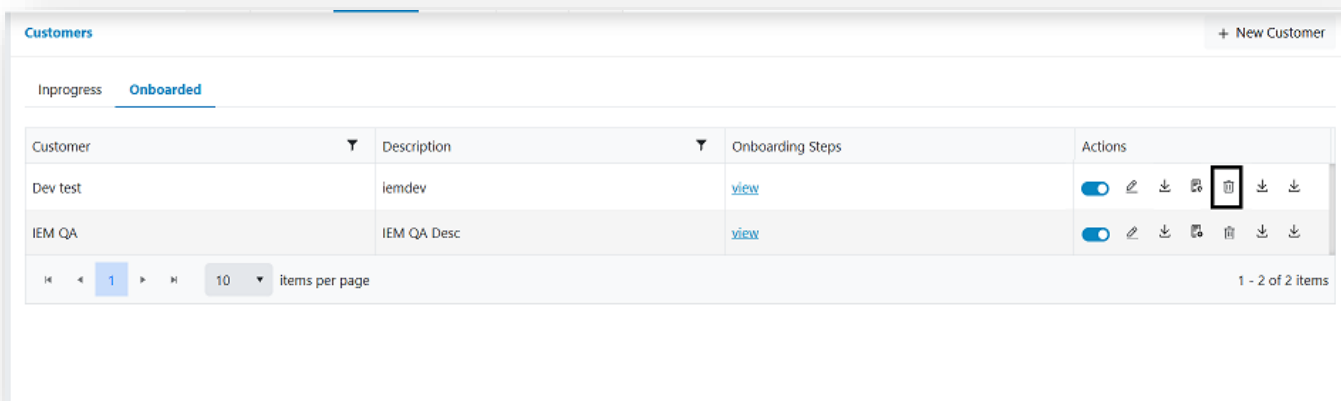 Customers + New Customer
Inprogress Onboarded
Customer Description Onboarding Steps Actions
Dev test iemdev view
IEM QA IEM QA Desc view
1 10 items per page 1 - 2 of 2 items